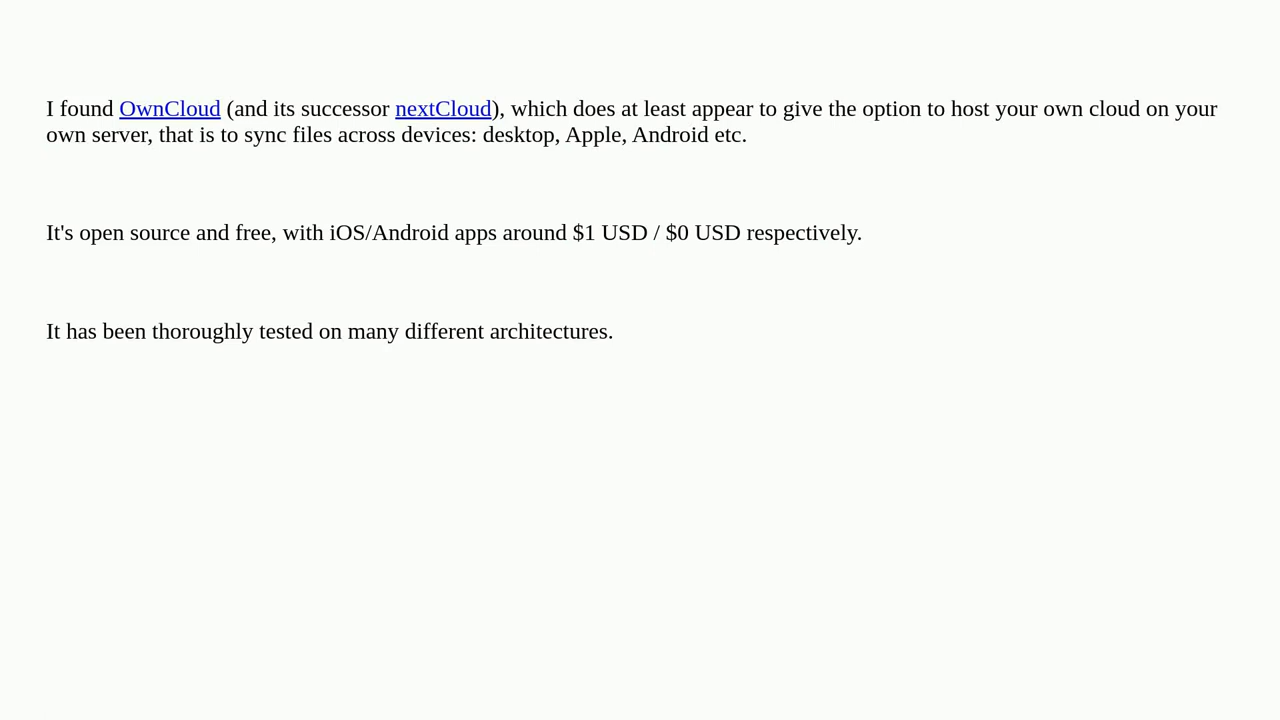 I found OwnCloud (and its successor nextCloud), which does at least appear to give the option to host your own cloud on your
own server, that is to sync files across devices: desktop, Apple, Android etc.
It's open source and free, with iOS/Android apps around $1 USD / $0 USD respectively.
It has been thoroughly tested on many different architectures.